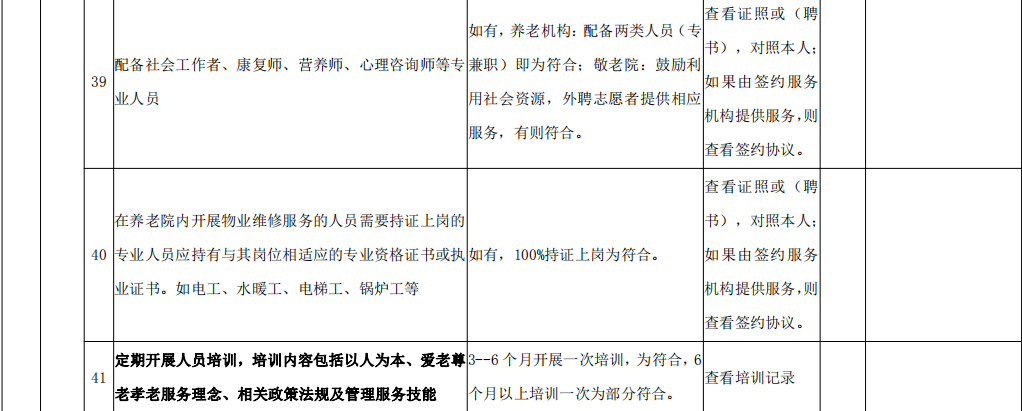 39
配备社会工作者、康复师、营养师、心理咨询师等专
业人员
如有，养老机构：配备两类人员（专
兼职）即为符合；敬老院：鼓励利
用社会资源，外聘志愿者提供相应
服务，有则符合。
查看证照或（聘
书），对照本人；
如果由签约服务
机构提供服务，则
查看签约协议。
40
在养老院内开展物业维修服务的人员需要持证上岗的
专业人员应持有与其岗位相适应的专业资格证书或执
业证书。如电工、水暖工、电梯工、锅炉工等
如有，100%持证上岗为符合。
查看证照或（聘
书），对照本人；
如果由签约服务
机构提供服务，则
查看签约协议。
41
定期开展人员培训，培训内容包括以人为本、爱老尊
老孝老服务理念、相关政策法规及管理服务技能
3--6 个月开展一次培训，为符合，6
个月以上培训一次为部分符合。
查看培训记录